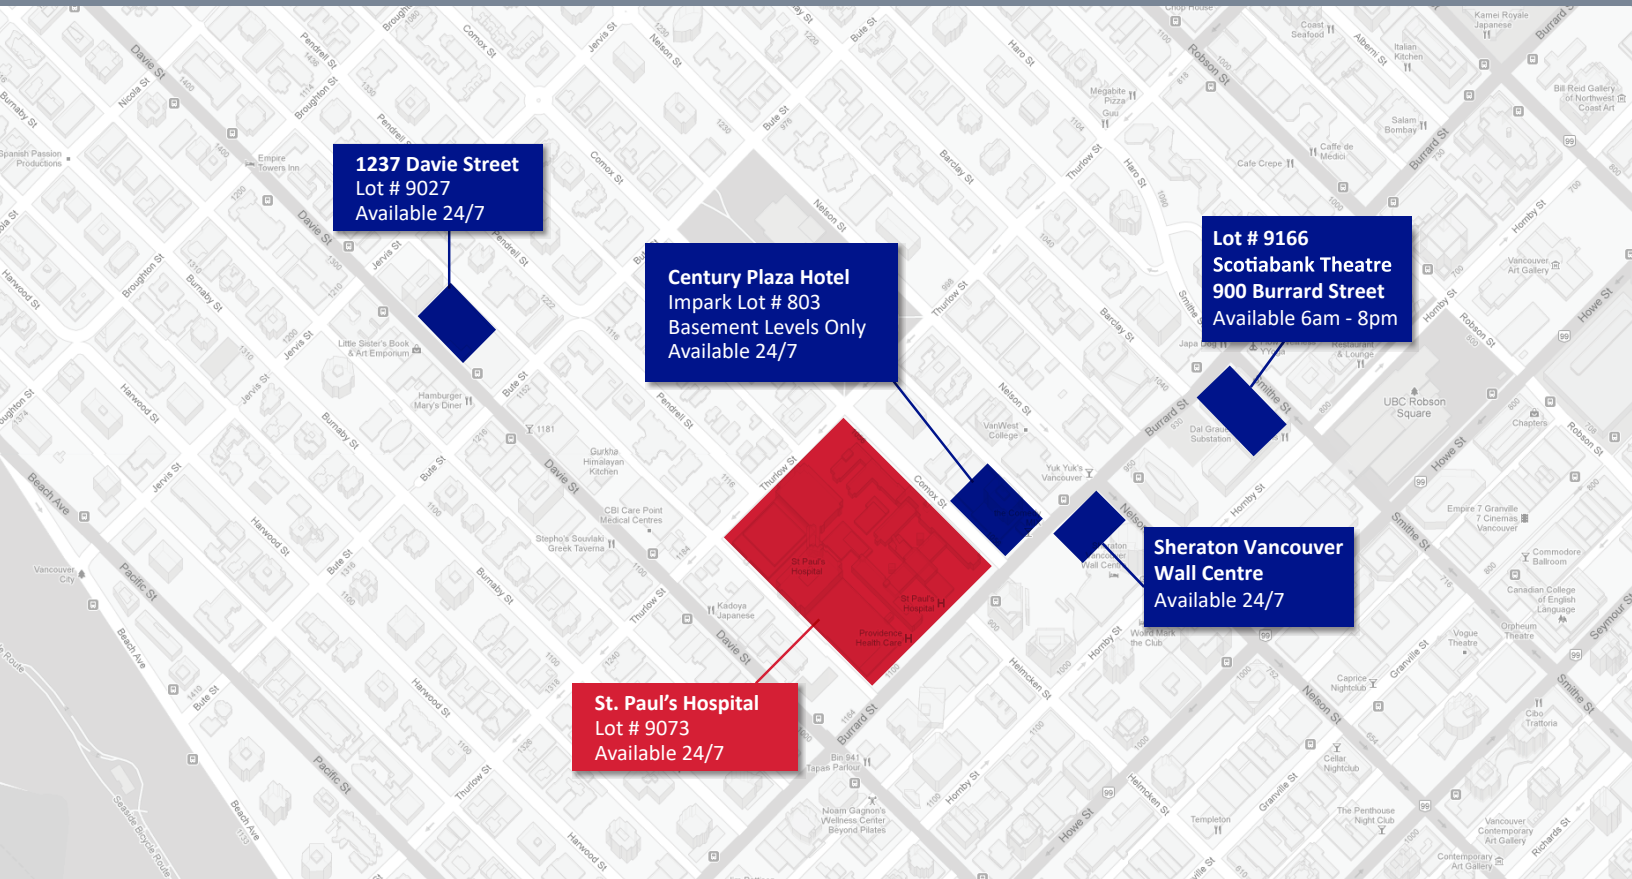 1237 Davie Street
Lot # 9027
Available 24/7
Century Plaza Hotel
Impark Lot # 803
Basement Levels Only
Available 24/7
Lot # 9166
Scotiabank Theatre
900 Burrard Street
Available 6am - 8pm
Sheraton Vancouver
Wall Centre
Available 24/7
St. Paul's Hospital
Lot # 9073
Available 24/7
Davie St
Nicola St
Broughton St
Pendrell St
Comox St
Jervis St
Nelson St
Bute St
Haro St
Robson St
Alberni St
Burrard St
Kamei Royale
Japanese
Coast
Seafood
Italian
Kitchen
Bill Reid Gallery
of Northwest
Coast Art
Megabite
Pizza
Guu
Salam
Bombay
Caffe de
Medici
Cafe Crepe
Spanish Passion
Productions
Empire
Towers Inn
Barclay St
Thurlow St
Hornby St
Vancouver
Art Gallery
Howe St
Smithe St
Little Sister's Book
& Art Emporium
Hamburger
Mary's Diner
1181
Gurkha
Himalayan
Kitchen
CBI Care Point
Medical Centres
Stepho's Souvlaki
Greek Taverna
Kadoya
Japanese
VanWest
College
Yuk Yuk's
Vancouver
UBC Robson
Square
Chapters
Restaurant
& Lounge
Empire 7 Granville
7 Cinemas
Vancouver
Commodore
Ballroom
Canadian College
of English
Language
Orpheum
Theatre
Vogue
Theatre
Caprice
Nightclub
Cibo
Trattoria
Cellar
Nightclub
The Penthouse
Night Club
Vancouver
Contemporary
Art Gallery
Contemporary
Art Gallery
Templeton
Noam Gagnon's
Wellness Center
Beyond Pilates
Bin 941
Tapas Parlour
St Paul's
Hospital
St Paul's
Hospital
Providence
Health Care
Vancouver
City
Beach Ave
Pacific St
Harwood St
Burnaby St
Helmcken St
Granville St
Seymour St
Richards St
Seaside Bicycle Route